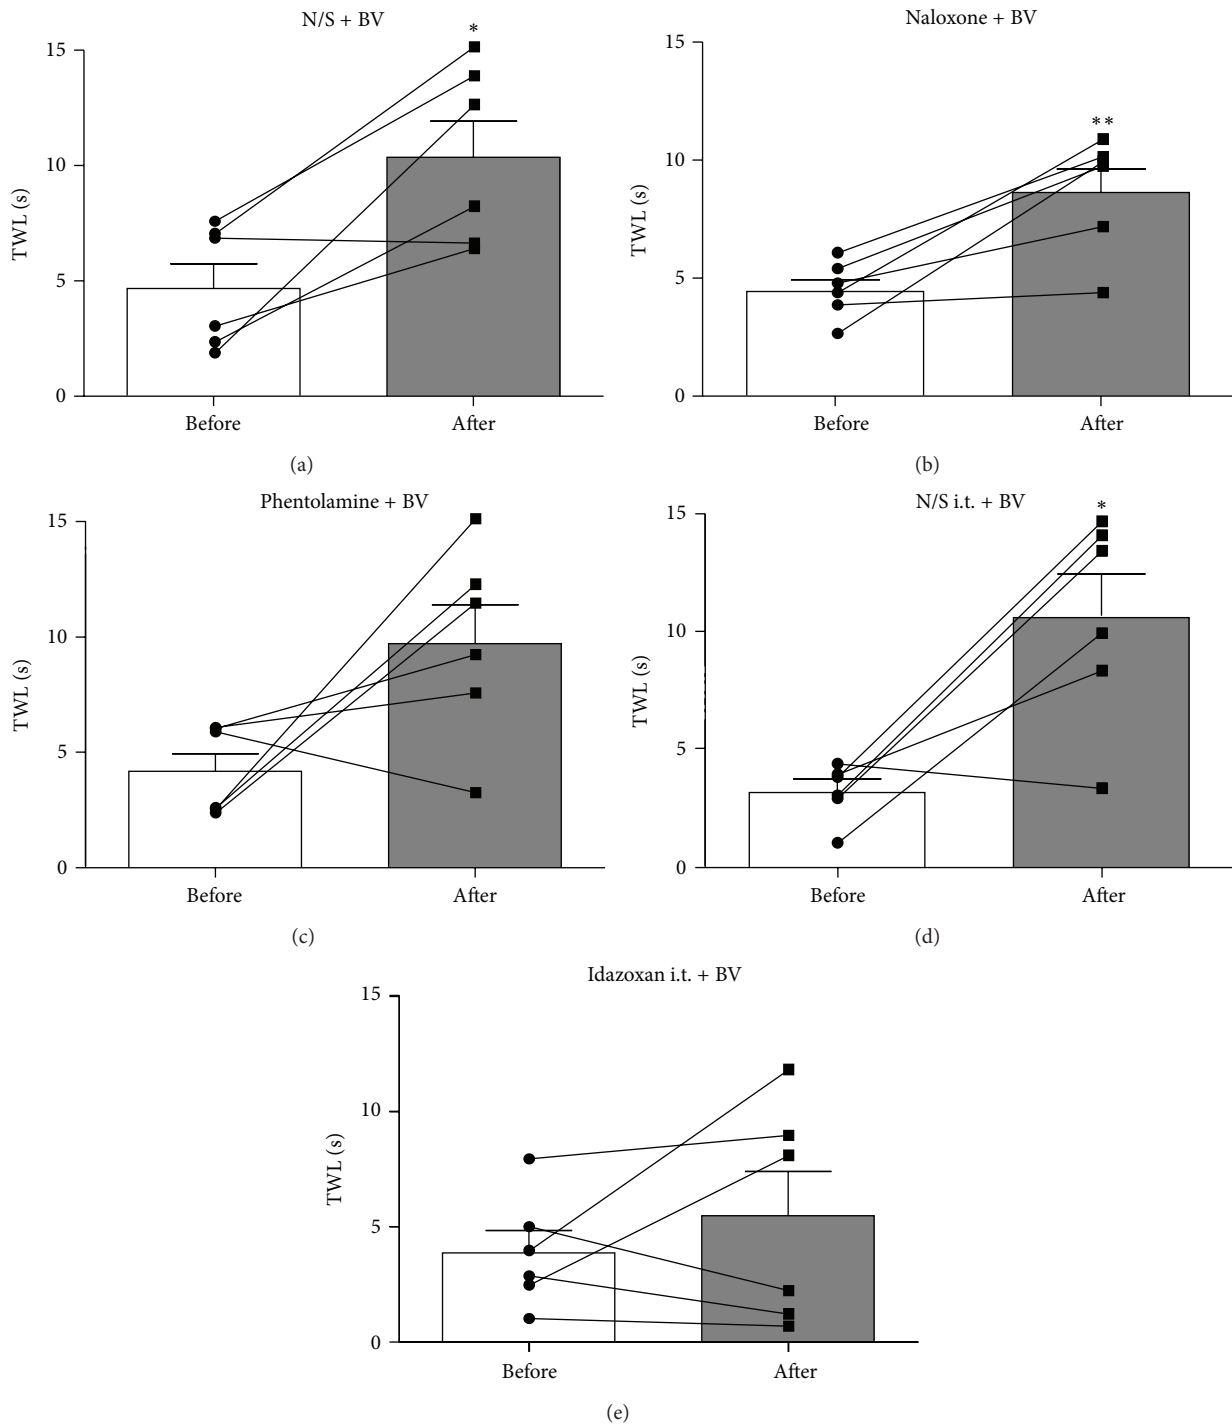 N/S + BV
*
15
10
5
0
TWL (s)
Before After
(a)
Naloxone + BV
**
15
10
5
0
TWL (s)
Before After
(b)
Phentolamine + BV
15
10
5
0
TWL (s)
Before After
(c)
N/S i.t. + BV
*
15
10
5
0
TWL (s)
Before After
(d)
Idazoxan i.t. + BV
15
10
5
0
TWL (s)
Before After
(e)